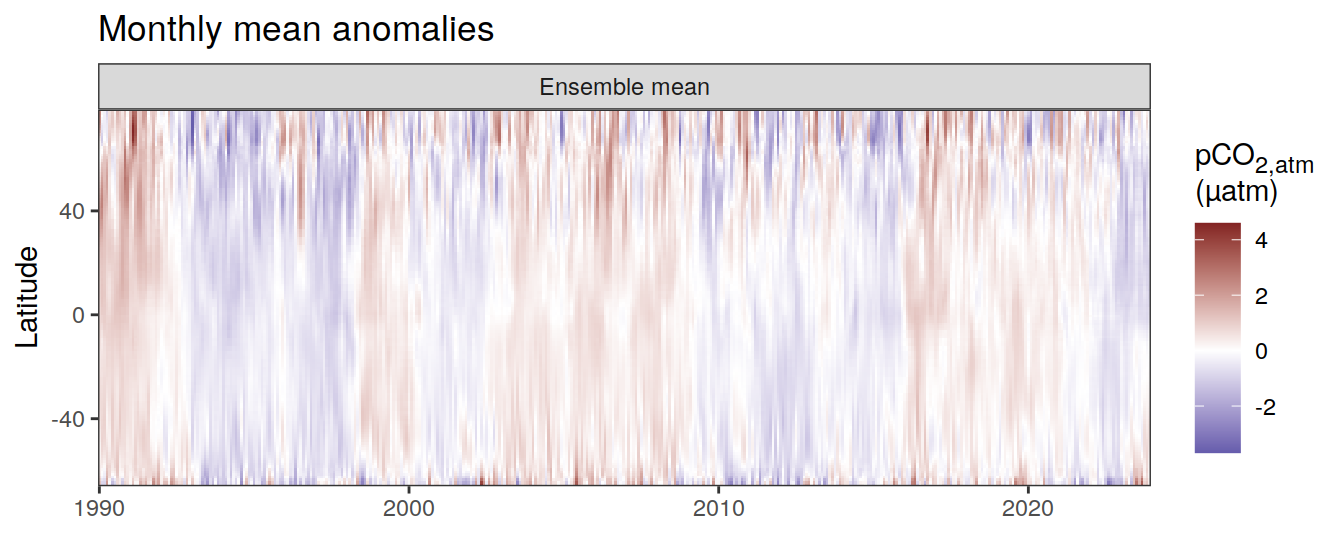 Monthly mean anomalies
Ensemble mean
Latitude
40
0
-40
1990
2000
2010
2020
pCO2,atm
(µatm)
4
2
0
-2